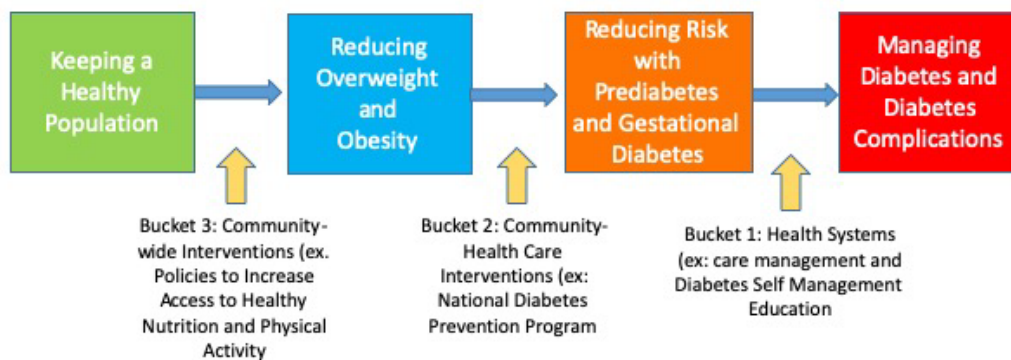 Keeping a
Healthy
Population
Reducing
Overweight
and
Obesity
Reducing Risk
with
Prediabetes
and Gestational
Diabetes
Managing
Diabetes and
Diabetes
Complications
Bucket 3: Community-
wide Interventions (ex.
Policies to Increase
Access to Healthy
Nutrition and Physical
Activity
Bucket 2: Community-
Health Care
Interventions (ex:
National Diabetes
Prevention Program
Bucket 1: Health Systems
(ex: care management and
Diabetes Self Management
Education